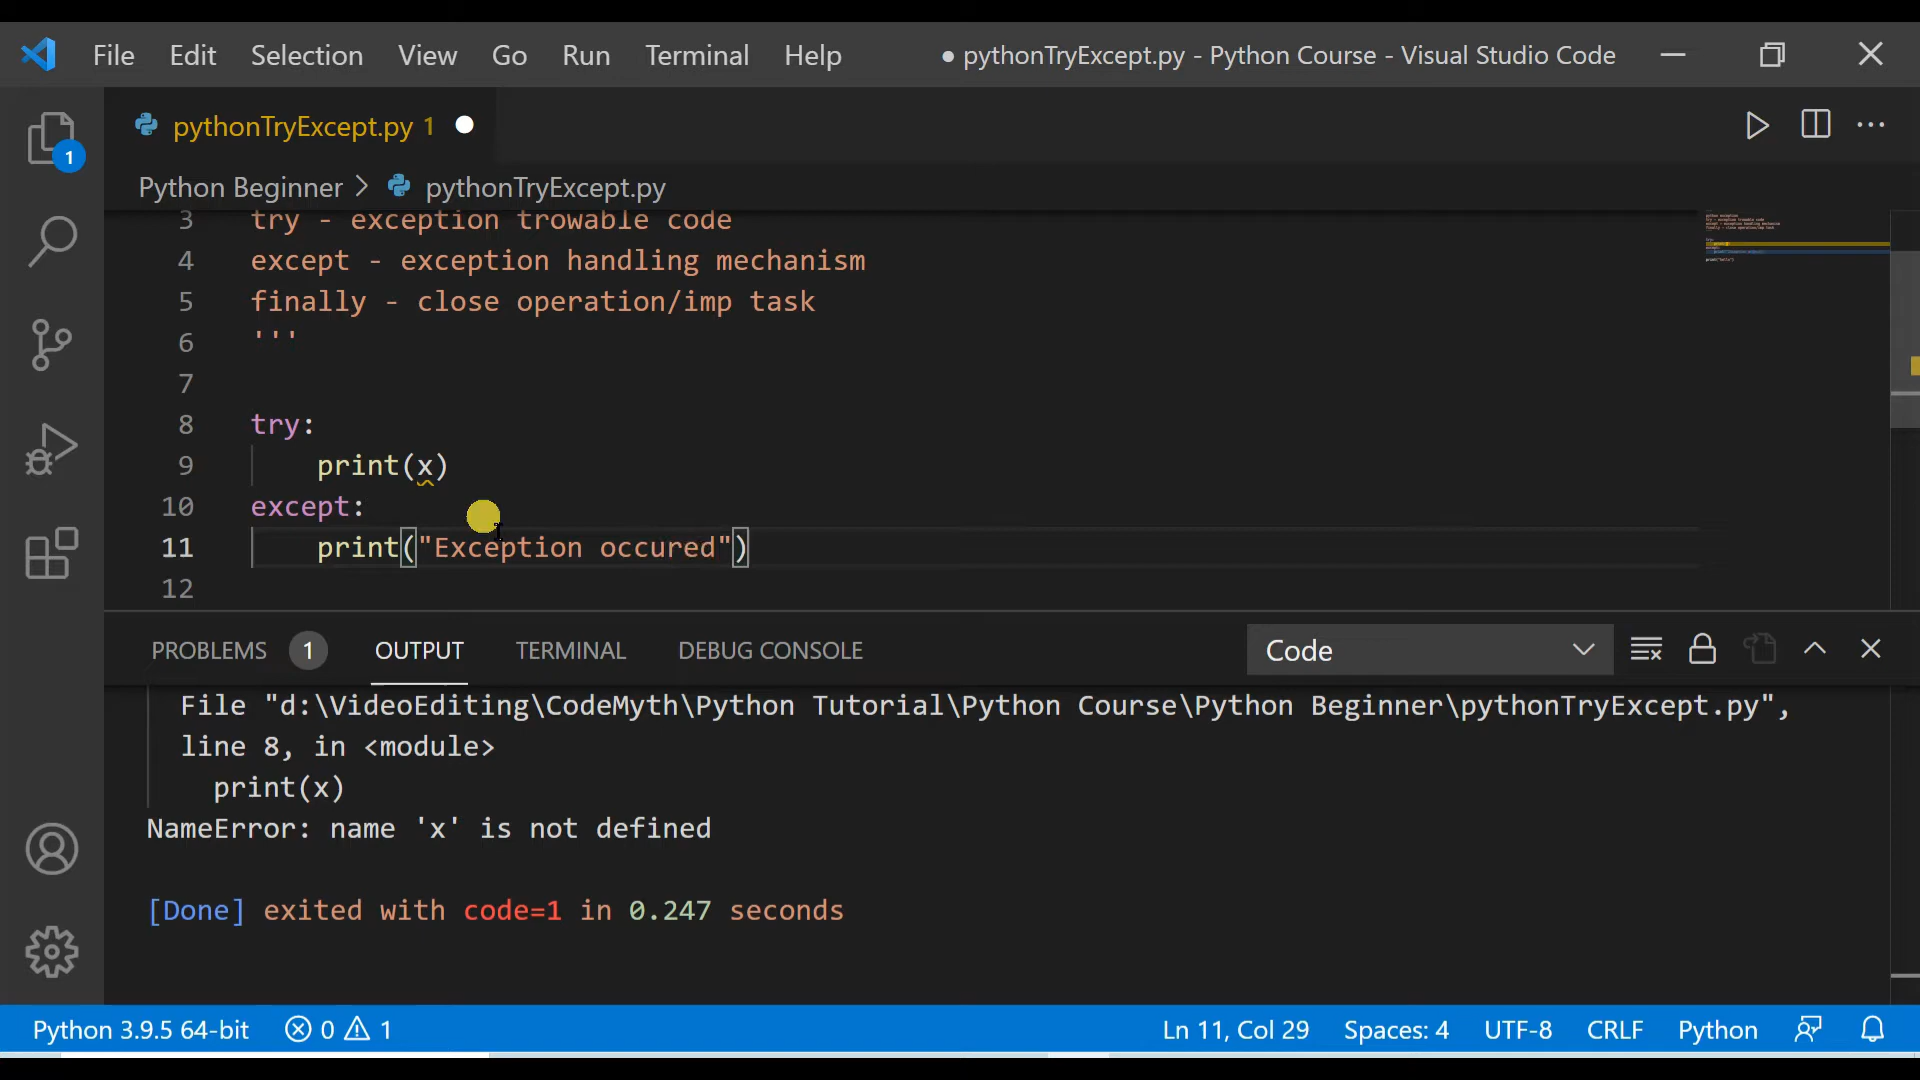 File Edit Selection View Go Run Terminal Help ● pythonTryExcept.py - Python Course - Visual Studio Code
1
pythonTryExcept.py 1
Python Beginner > pythonTryExcept.py
3 try - exception trowable code
4 except - exception handling mechanism
5 finally - close operation/imp task
6 '''
7
8 try:
9 print(x)
10 except:
11 print("Exception occured")
12
PROBLEMS 1 OUTPUT TERMINAL DEBUG CONSOLE Code
File "d:\VideoEditing\CodeMyth\Python Tutorial\Python Course\Python Beginner\pythonTryExcept.py",
line 8, in <module>
print(x)
NameError: name 'x' is not defined
[Done] exited with code=1 in 0.247 seconds
Python 3.9.5 64-bit 0 1 Ln 11, Col 29 Spaces: 4 UTF-8 CRLF Python